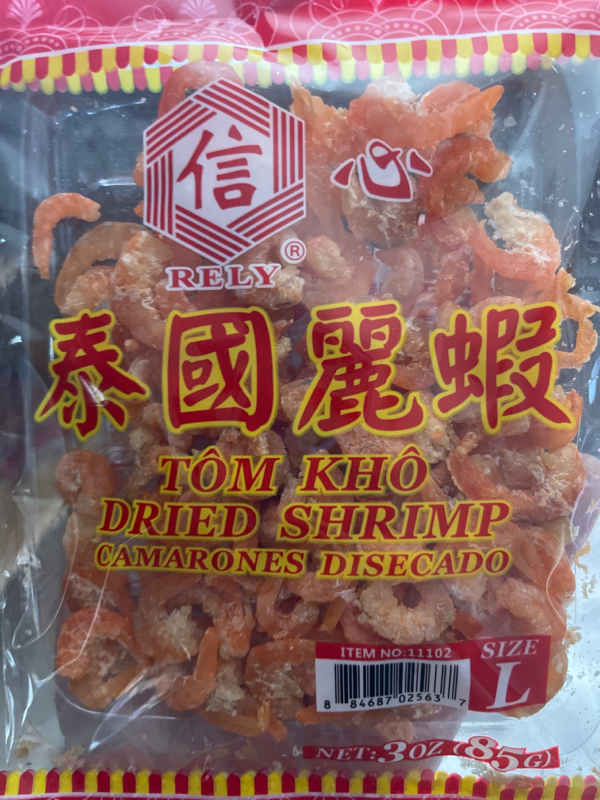 信 心
RELY®
泰國麗蝦
TÔM KHÔ
DRIED SHRIMP
CAMARONES DISECADO
ITEM NO:11102
SIZE
L
8 84687 02563 7
NET:3OZ (85G)